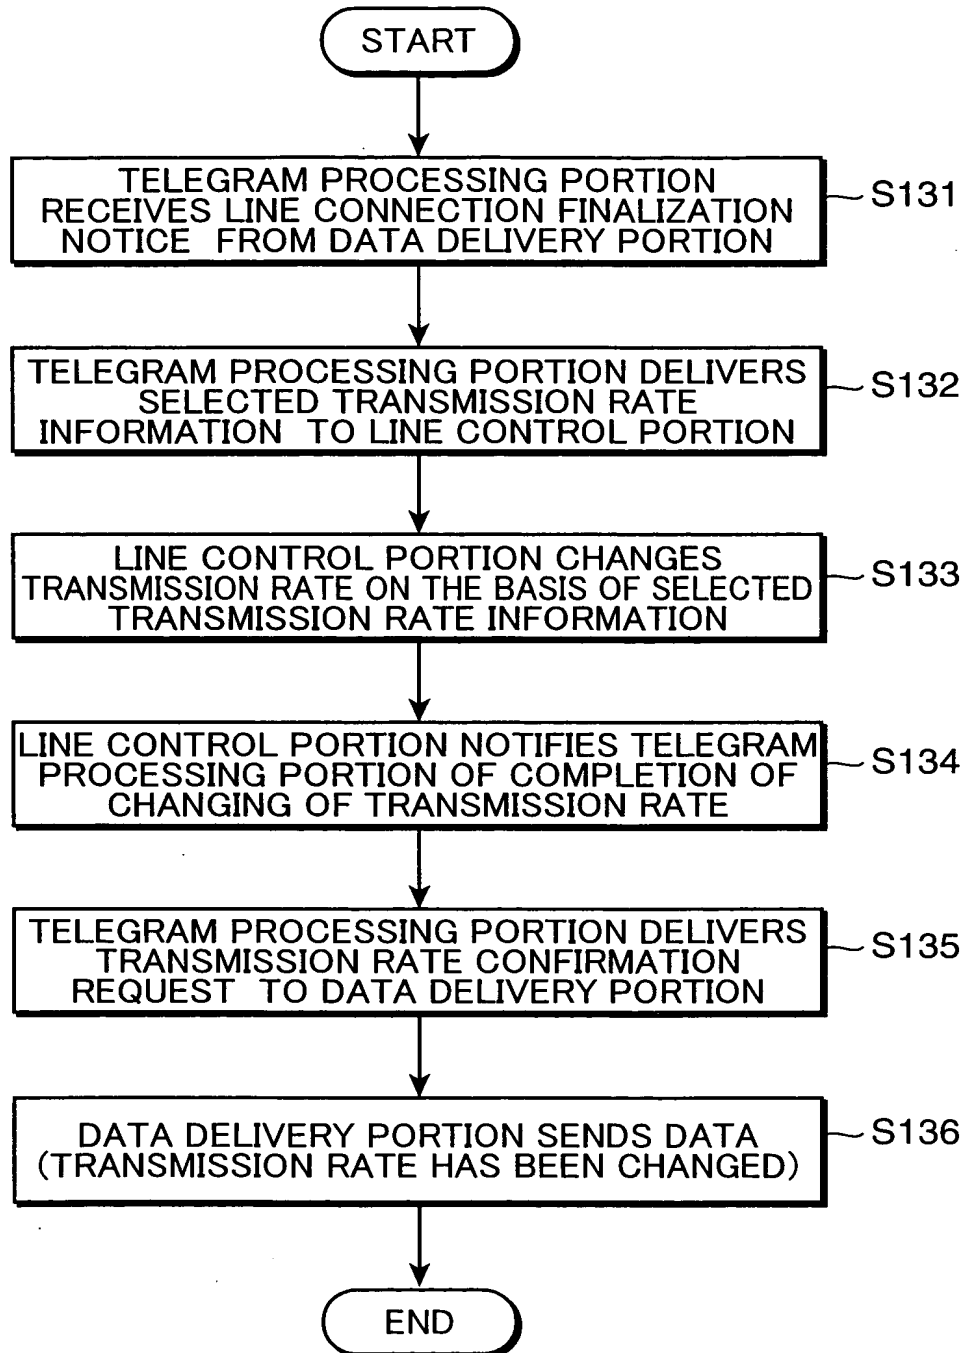 START
TELEGRAM PROCESSING PORTION
RECEIVES LINE CONNECTION FINALIZATION
NOTICE FROM DATA DELIVERY PORTION
S131
TELEGRAM PROCESSING PORTION DELIVERS
SELECTED TRANSMISSION RATE
INFORMATION TO LINE CONTROL PORTION
S132
LINE CONTROL PORTION CHANGES
TRANSMISSION RATE ON THE BASIS OF SELECTED
TRANSMISSION RATE INFORMATION
S133
LINE CONTROL PORTION NOTIFIES TELEGRAM
PROCESSING PORTION OF COMPLETION OF
CHANGING OF TRANSMISSION RATE
S134
TELEGRAM PROCESSING PORTION DELIVERS
TRANSMISSION RATE CONFIRMATION
REQUEST TO DATA DELIVERY PORTION
S135
DATA DELIVERY PORTION SENDS DATA
(TRANSMISSION RATE HAS BEEN CHANGED)
S136
END